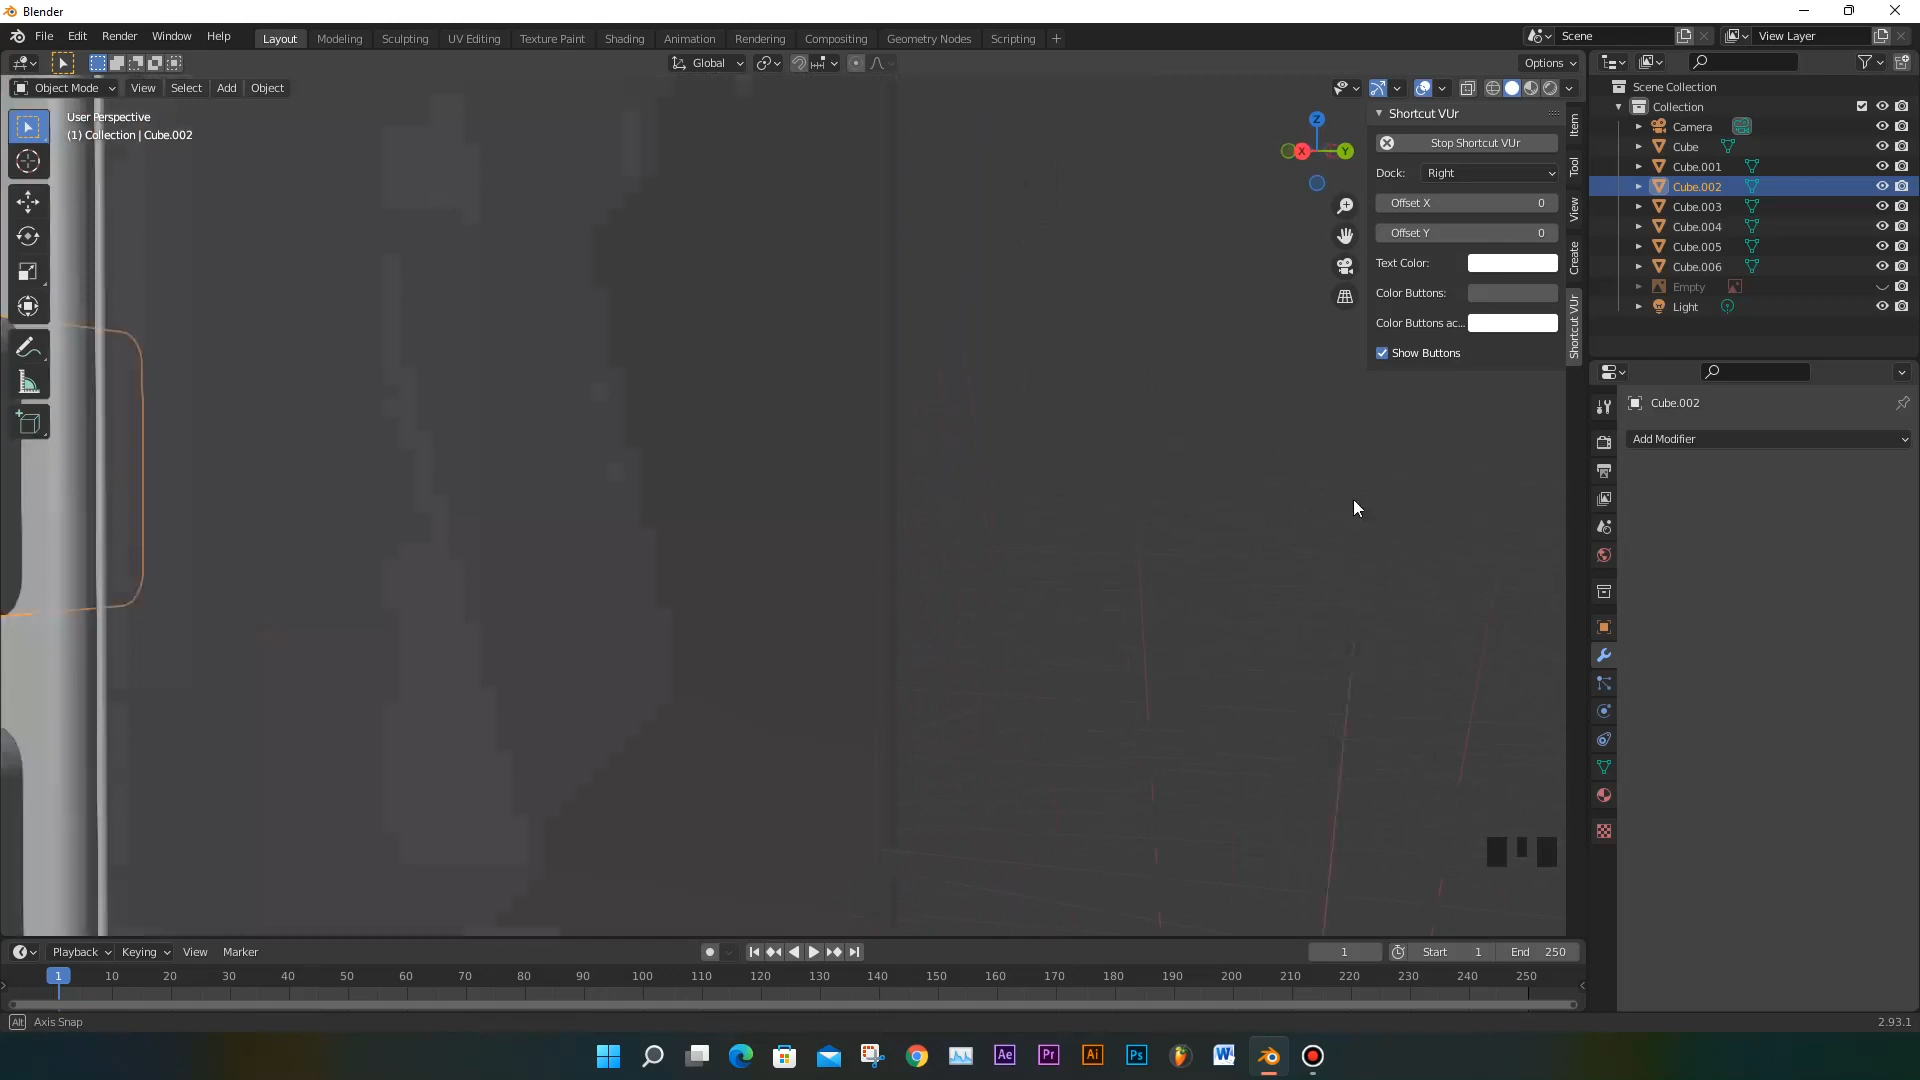 Blender
File Edit Render Window Help Layout Modeling Sculpting UV Editing Texture Paint Shading Animation Rendering Compositing Geometry Nodes Scripting + Scene View Layer
Global Options
Object Mode View Select Add Object
User Perspective
(1) Collection | Cube.002
Z
X Y
Shortcut VUr
Stop Shortcut VUr
Dock: Right
Offset X 0
Offset Y 0
Text Color:
Color Buttons:
Color Buttons ac...
Show Buttons
Item
Tool
View
Create
Shortcut VUr
Scene Collection
Collection
Camera
Cube
Cube.001
Cube.002
Cube.003
Cube.004
Cube.005
Cube.006
Empty
Light
Cube.002
Add Modifier
Playback Keying View Marker 1 Start 1 End 250
1 10 20 30 40 50 60 70 80 90 100 110 120 130 140 150 160 170 180 190 200 210 220 230 240 250
Alt Axis Snap 2.93.1
Ae Pr Ai Ps W